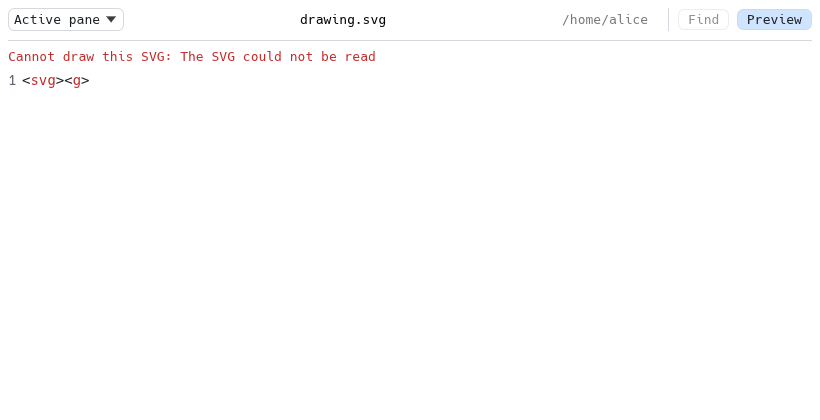 Active pane drawing.svg /home/alice Find Preview
Cannot draw this SVG: The SVG could not be read
1 <svg><g>